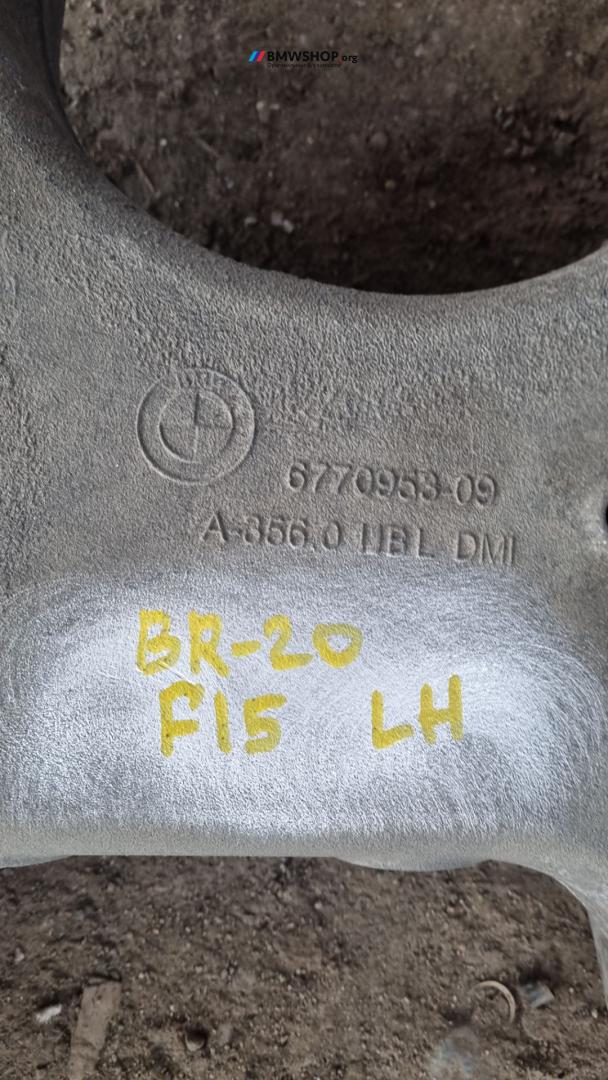 BMWSHOP.org
6770953-09
A-356.0 UBL DMI
BR-20
F15 LH